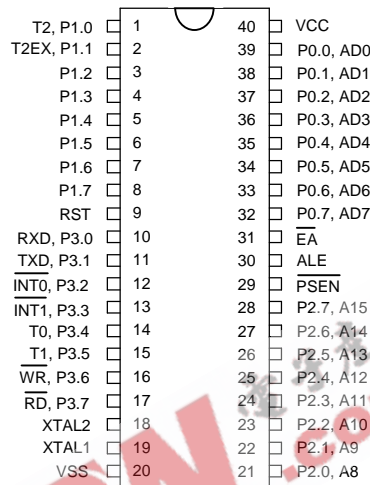 T2, P1.0 1 40 VCC
T2EX, P1.1 2 39 P0.0, AD0
P1.2 3 38 P0.1, AD1
P1.3 4 37 P0.2, AD2
P1.4 5 36 P0.3, AD3
P1.5 6 35 P0.4, AD4
P1.6 7 34 P0.5, AD5
P1.7 8 33 P0.6, AD6
RST 9 32 P0.7, AD7
RXD, P3.0 10 31 EA
TXD, P3.1 11 30 ALE
INT0, P3.2 12 29 PSEN
INT1, P3.3 13 28 P2.7, A15
T0, P3.4 14 27 P2.6, A14
T1, P3.5 15 26 P2.5, A13
WR, P3.6 16 25 P2.4, A12
RD, P3.7 17 24 P2.3, A11
XTAL2 18 23 P2.2, A10
XTAL1 19 22 P2.1, A9
VSS 20 21 P2.0, A8